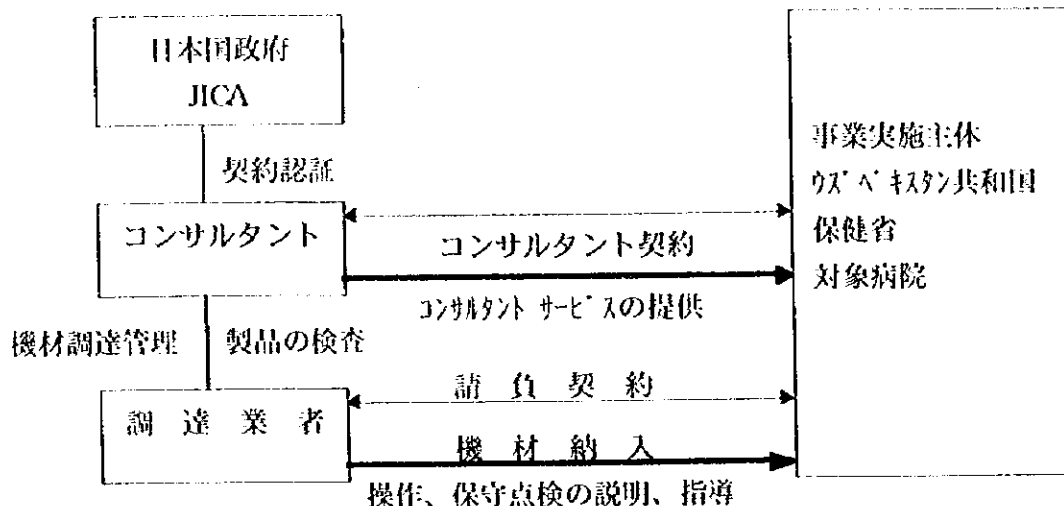 日本国政府
JICA
契約認証
コンサルタント
コンサルタント契約
コンサルタント サービスの提供
機材調達管理
製品の検査
調 達 業 者
請 負 契 約
機 材 納 入
操作、保守点検の説明、指導
事業実施主体
ウズベキスタン共和国
保健省
対象病院